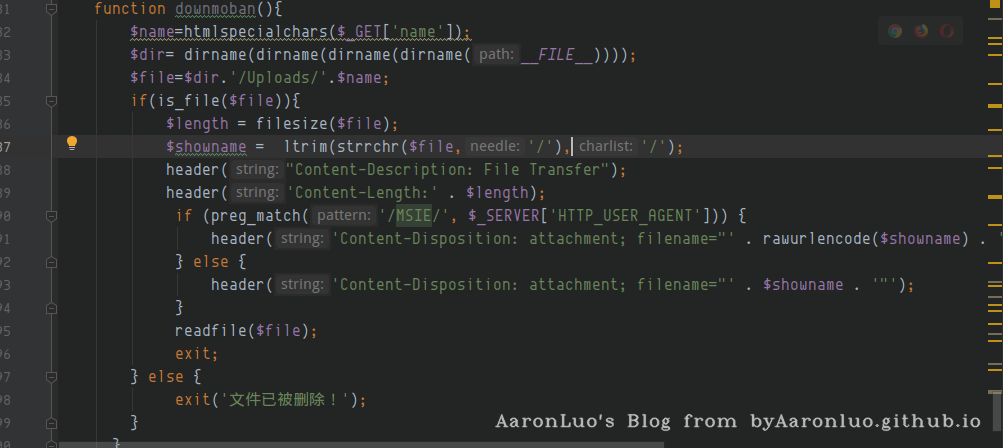 81 function downmoban(){
82 $name=htmlspecialchars($_GET['name']);
83 $dir= dirname(dirname(dirname(dirname( path: __FILE__))));
84 $file=$dir.'/Uploads/'.$name;
85 if(is_file($file)){
86 $length = filesize($file);
87 $showname =  ltrim(strrchr($file, needle: '/'), charlist: '/');
88 header( string: "Content-Description: File Transfer");
89 header( string: 'Content-Length:' . $length);
90 if (preg_match( pattern: '/MSIE/', $_SERVER['HTTP_USER_AGENT'])) {
91 header( string: 'Content-Disposition: attachment; filename="' . rawurlencode($showname) . '
92 } else {
93 header( string: 'Content-Disposition: attachment; filename="' . $showname . '"');
94 }
95 readfile($file);
96 exit;
97 } else {
98 exit('文件已被删除！');
99 }
}
AaronLuo's Blog from byAaronluo.github.io